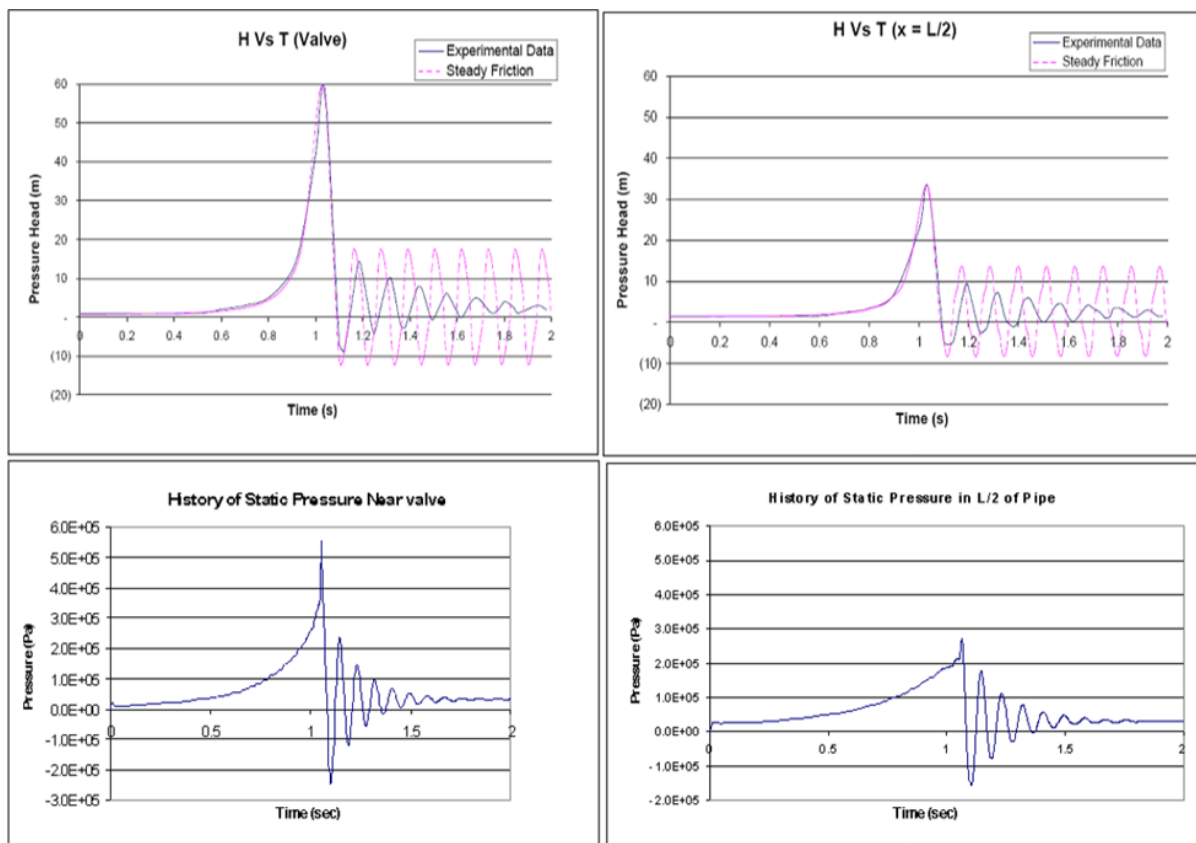 H Vs T (Valve)
Experimental Data
Steady Friction
60
50
40
30
20
10
-
(10)
(20)
0 0.2 0.4 0.6 0.8 1 1.2 1.4 1.6 1.8 2
Pressure Head (m)
Time (s)
H Vs T (x = L/2)
Experimental Data
Steady Friction
60
50
40
30
20
10
-
(10)
(20)
0 0.2 0.4 0.6 0.8 1 1.2 1.4 1.6 1.8 2
Pressure Head (m)
Time (s)
History of Static Pressure Near valve
6.0E+05
5.0E+05
4.0E+05
3.0E+05
2.0E+05
1.0E+05
0.0E+00
-1.0E+05
-2.0E+05
-3.0E+05
0 0.5 1 1.5 2
Pressure (Pa)
Time (sec)
History of Static Pressure in L/2 of Pipe
6.0E+05
5.0E+05
4.0E+05
3.0E+05
2.0E+05
1.0E+05
0.0E+00
-1.0E+05
-2.0E+05
0 0.5 1 1.5 2
Pressure (Pa)
Time (sec)